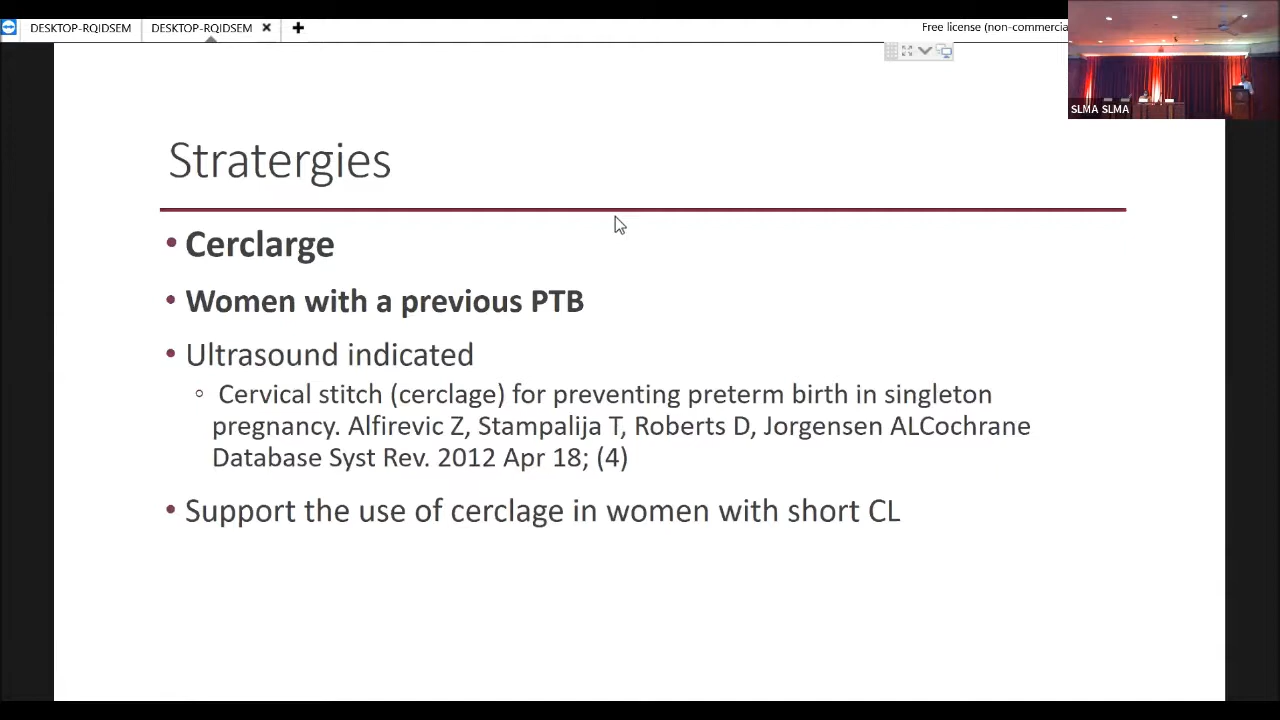 DESKTOP-RQIDSEM DESKTOP-RQIDSEM
Free license (non-commercia
SLMA SLMA
Stratergies
• Cerclarge
• Women with a previous PTB
• Ultrasound indicated
◦ Cervical stitch (cerclage) for preventing preterm birth in singleton
pregnancy. Alfirevic Z, Stampalija T, Roberts D, Jorgensen ALCochrane
Database Syst Rev. 2012 Apr 18; (4)
• Support the use of cerclage in women with short CL